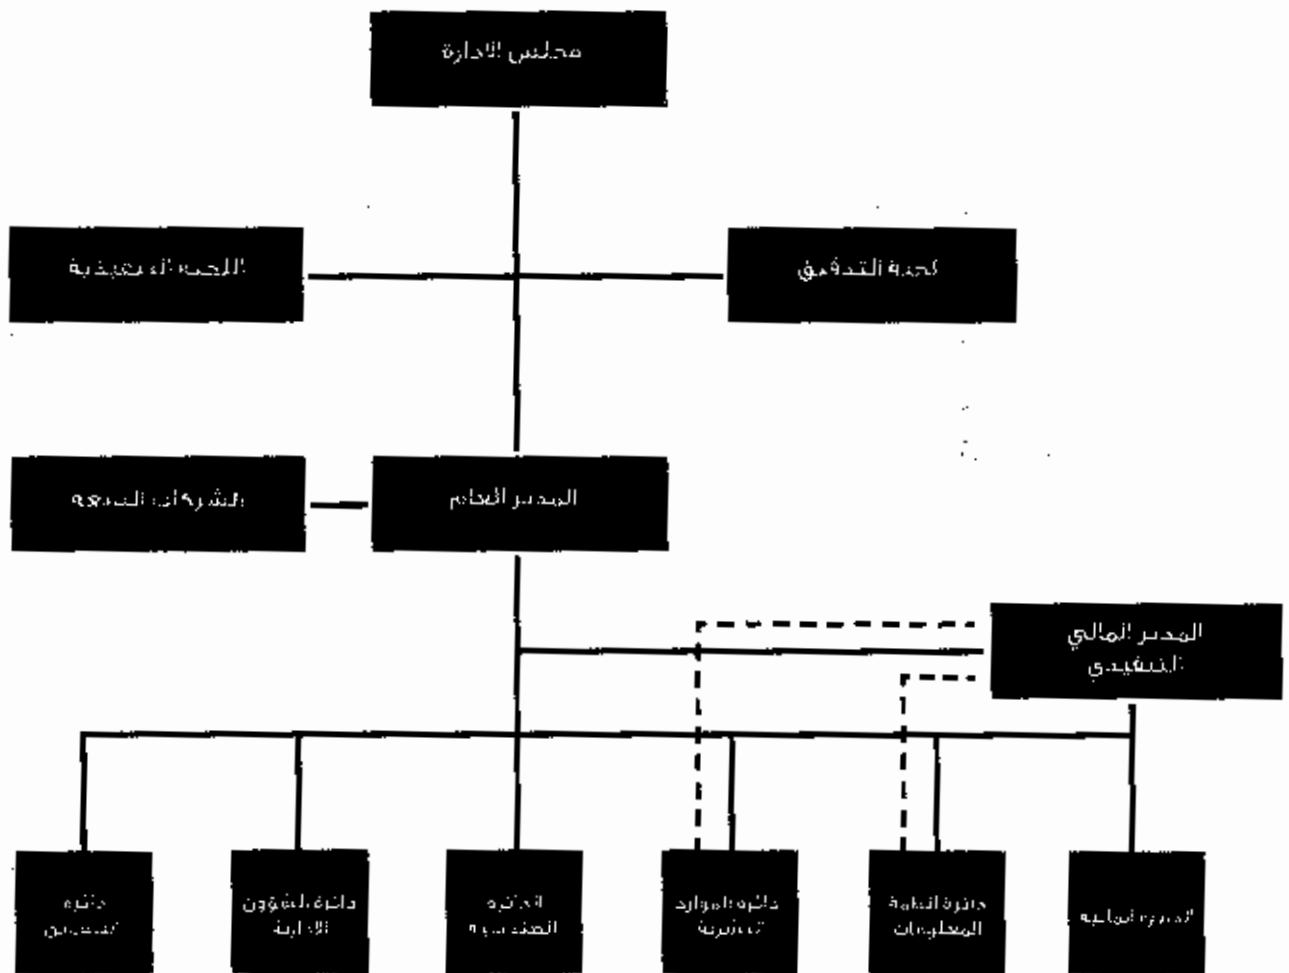 مجلس الادارة
لجنة التدقيق
اللجنة التنفيذية
المدير العام
الشركات التابعة
المدير المالي
التنفيذي
الدائرة المالية
دائرة انظمة
المعلومات
دائرة الموارد
البشرية
الدائرة
الهندسية
دائرة الشؤون
الادارية
دائرة